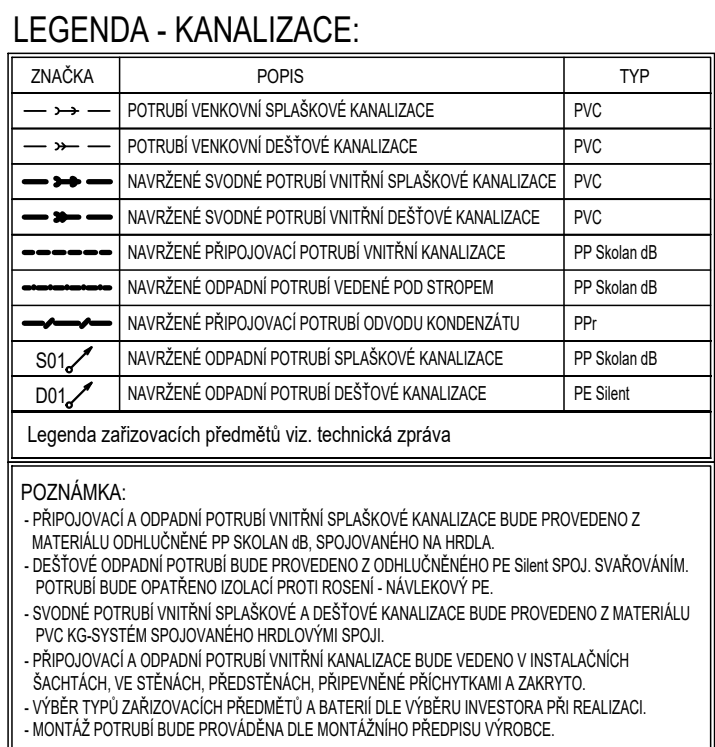 LEGENDA - KANALIZACE:
ZNAČKA POPIS TYP
POTRUBÍ VENKOVNÍ SPLAŠKOVÉ KANALIZACE PVC
POTRUBÍ VENKOVNÍ DEŠŤOVÉ KANALIZACE PVC
NAVRŽENÉ SVODNÉ POTRUBÍ VNITŘNÍ SPLAŠKOVÉ KANALIZACE PVC
NAVRŽENÉ SVODNÉ POTRUBÍ VNITŘNÍ DEŠŤOVÉ KANALIZACE PVC
NAVRŽENÉ PŘIPOJOVACÍ POTRUBÍ VNITŘNÍ KANALIZACE PP Skolan dB
NAVRŽENÉ ODPADNÍ POTRUBÍ VEDENÉ POD STROPEM PP Skolan dB
NAVRŽENÉ PŘIPOJOVACÍ POTRUBÍ ODVODU KONDENZÁTU PPr
S01 NAVRŽENÉ ODPADNÍ POTRUBÍ SPLAŠKOVÉ KANALIZACE PP Skolan dB
D01 NAVRŽENÉ ODPADNÍ POTRUBÍ DEŠŤOVÉ KANALIZACE PE Silent
Legenda zařizovacích předmětů viz. technická zpráva
POZNÁMKA:
- PŘIPOJOVACÍ A ODPADNÍ POTRUBÍ VNITŘNÍ SPLAŠKOVÉ KANALIZACE BUDE PROVEDENO Z
MATERIÁLU ODHLUČNĚNÉ PP SKOLAN dB, SPOJOVANÉHO NA HRDLA.
- DEŠŤOVÉ ODPADNÍ POTRUBÍ BUDE PROVEDENO Z ODHLUČNĚNÉHO PE Silent SPOJ. SVAŘOVÁNÍM.
POTRUBÍ BUDE OPATŘENO IZOLACÍ PROTI ROSENÍ - NÁVLEKOVÝ PE.
- SVODNÉ POTRUBÍ VNITŘNÍ SPLAŠKOVÉ A DEŠŤOVÉ KANALIZACE BUDE PROVEDENO Z MATERIÁLU
PVC KG-SYSTÉM SPOJOVANÉHO HRDLOVÝMI SPOJI.
- PŘIPOJOVACÍ A ODPADNÍ POTRUBÍ VNITŘNÍ KANALIZACE BUDE VEDENO V INSTALAČNÍCH
ŠACHTÁCH, VE STĚNÁCH, PŘEDSTĚNÁCH, PŘIPEVNĚNÉ PŘÍCHYTKAMI A ZAKRYTO.
- VÝBĚR TYPŮ ZAŘIZOVACÍCH PŘEDMĚTŮ A BATERIÍ DLE VÝBĚRU INVESTORA PŘI REALIZACI.
- MONTÁŽ POTRUBÍ BUDE PROVÁDĚNA DLE MONTÁŽNÍHO PŘEDPISU VÝROBCE.